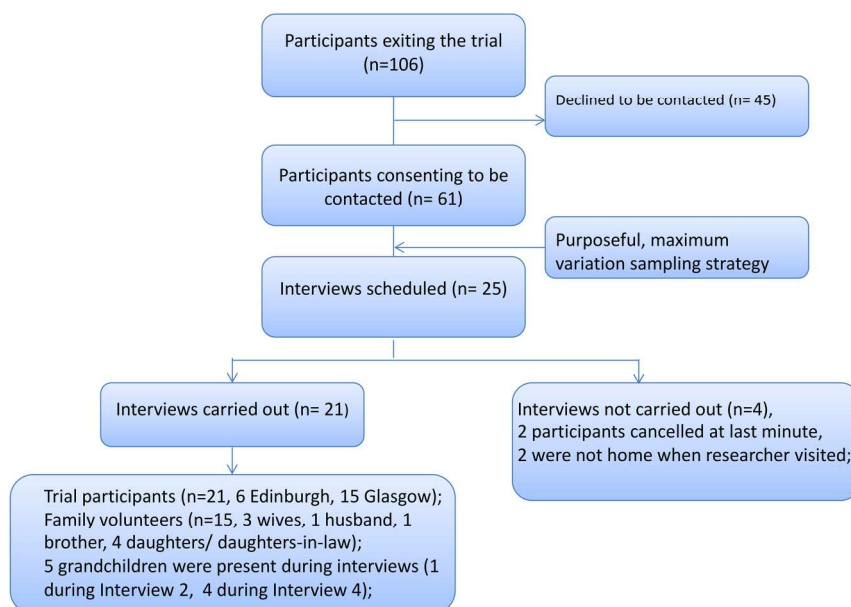 Participants exiting the trial
(n=106)
Declined to be contacted (n= 45)
Participants consenting to be
contacted (n= 61)
Purposeful, maximum
variation sampling strategy
Interviews scheduled (n= 25)
Interviews carried out (n= 21)
Interviews not carried out (n=4),
2 participants cancelled at last minute,
2 were not home when researcher visited;
Trial participants (n=21, 6 Edinburgh, 15 Glasgow);
Family volunteers (n=15, 3 wives, 1 husband, 1
brother, 4 daughters/ daughters-in-law);
5 grandchildren were present during interviews (1
during Interview 2, 4 during Interview 4);